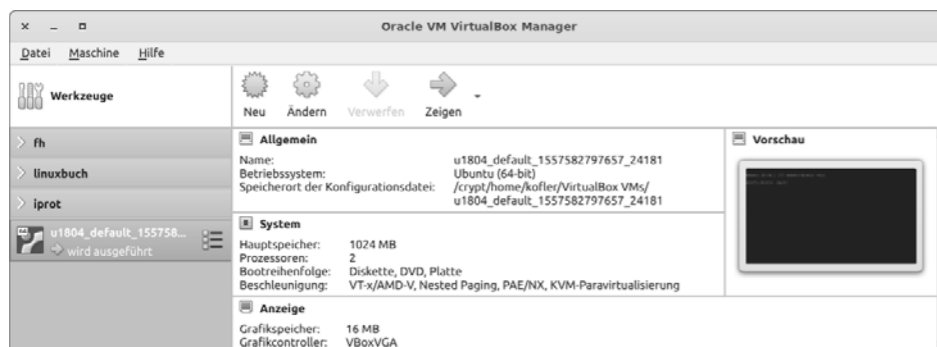 Oracle VM VirtualBox Manager
Datei Maschine Hilfe
Werkzeuge
Neu Ändern Verwerfen Zeigen
fh
linuxbuch
iprot
u1804_default_155758...
wird ausgeführt
Allgemein
Name: u1804_default_1557582797657_24181
Betriebssystem: Ubuntu (64-bit)
Speicherort der Konfigurationsdatei: /crypt/home/kofler/VirtualBox VMs/
u1804_default_1557582797657_24181
System
Hauptspeicher: 1024 MB
Prozessoren: 2
Bootreihenfolge: Diskette, DVD, Platte
Beschleunigung: VT-x/AMD-V, Nested Paging, PAE/NX, KVM-Paravirtualisierung
Anzeige
Grafikspeicher: 16 MB
Grafikcontroller: VBoxVGA
Vorschau